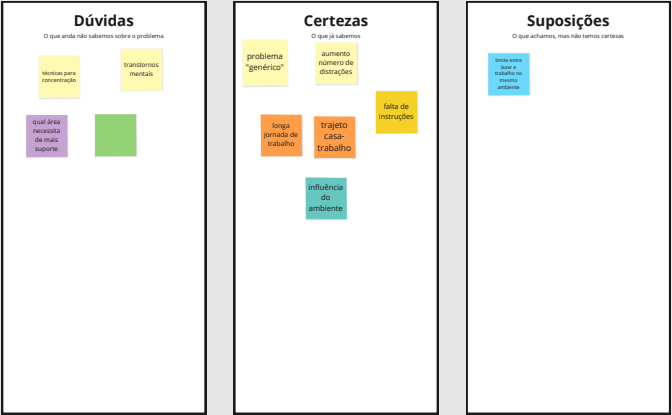 Dúvidas
O que anda não sabemos sobre o problema
técnicas para
concentração
transtornos
mentais
qual área
necessita
de mais
suporte
Certezas
O que já sabemos
problema
"genérico"
aumento
número de
distrações
falta de
instruções
longa
jornada de
trabalho
trajeto
casa-
trabalho
influência
do
ambiente
Suposições
O que achamos, mas não temos certezas
limite entre
lazer e
trabalho no
mesmo
ambiente